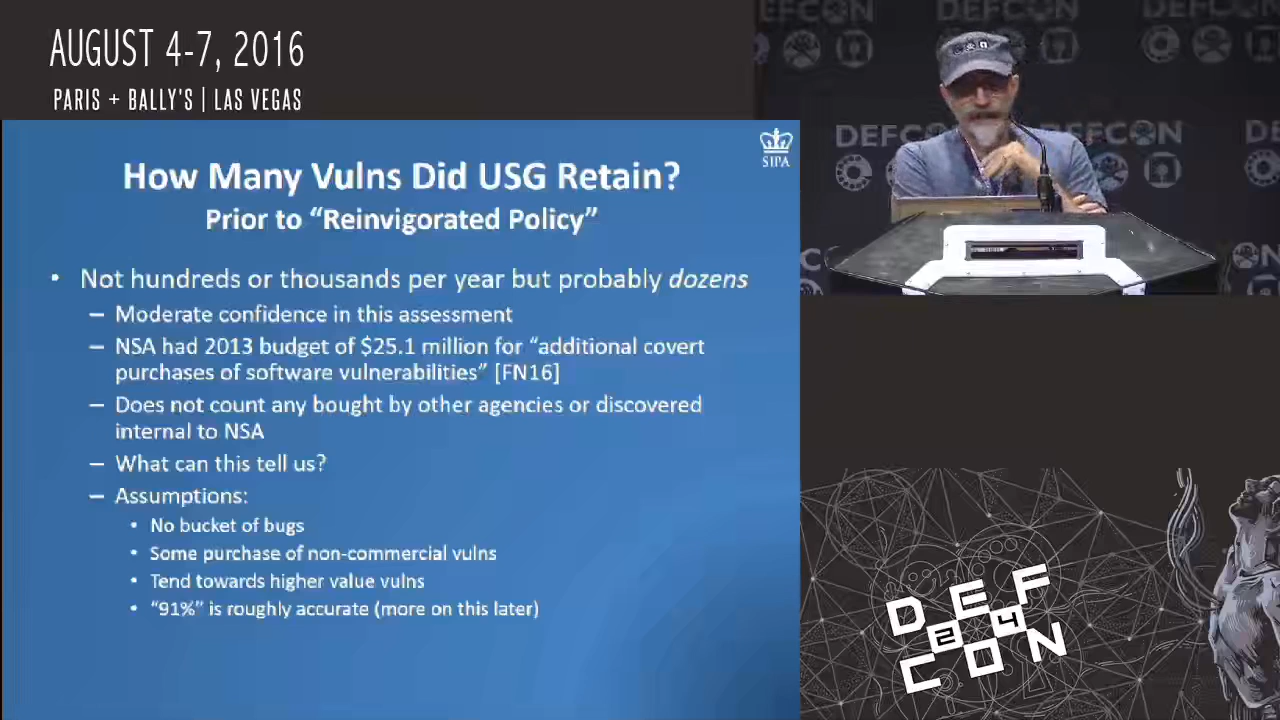 AUGUST 4-7, 2016
PARIS + BALLY'S | LAS VEGAS
SIPA
How Many Vulns Did USG Retain?
Prior to “Reinvigorated Policy”
• Not hundreds or thousands per year but probably dozens
– Moderate confidence in this assessment
– NSA had 2013 budget of $25.1 million for “additional covert
purchases of software vulnerabilities” [FN16]
– Does not count any bought by other agencies or discovered
internal to NSA
– What can this tell us?
– Assumptions:
• No bucket of bugs
• Some purchase of non-commercial vulns
• Tend towards higher value vulns
• “91%” is roughly accurate (more on this later)
DEFCON
DEFCON
DEFCON
DEFCON
DEF
24
CON